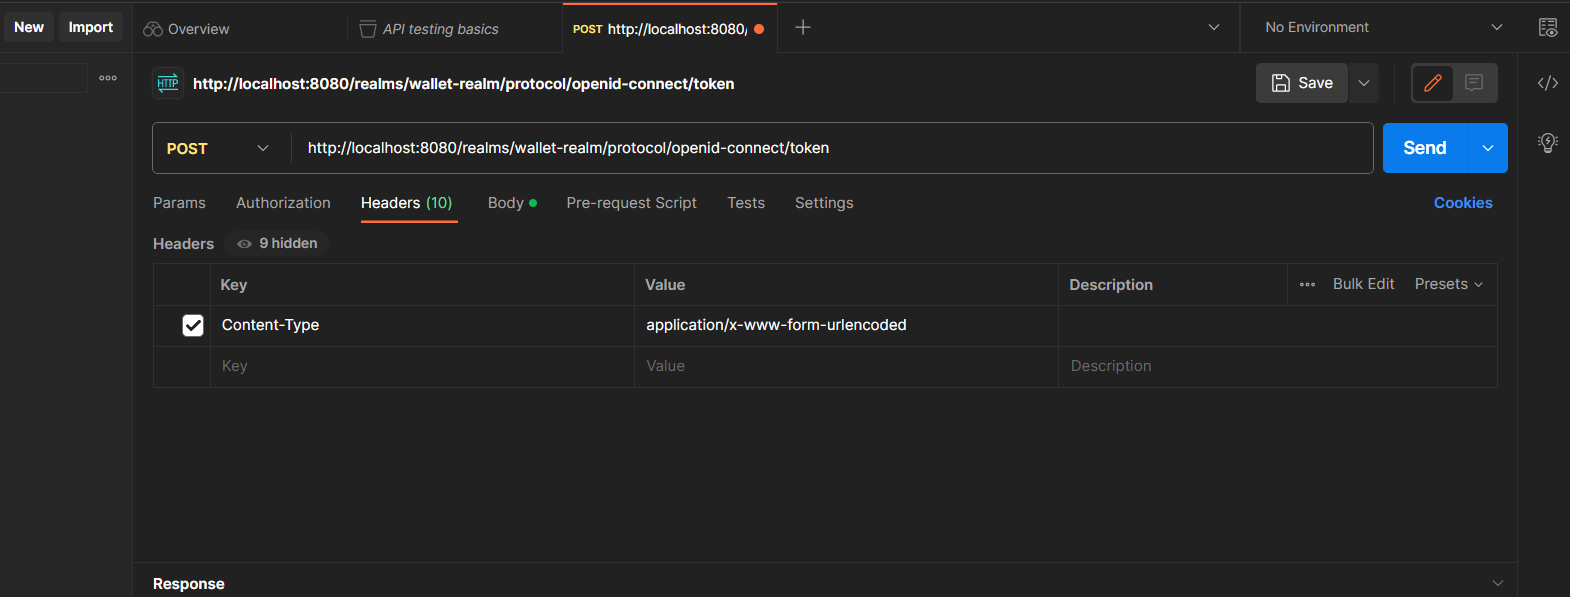 New Import Overview API testing basics POST http://localhost:8080/ No Environment
HTTP http://localhost:8080/realms/wallet-realm/protocol/openid-connect/token Save
POST http://localhost:8080/realms/wallet-realm/protocol/openid-connect/token Send
Params Authorization Headers (10) Body Pre-request Script Tests Settings Cookies
Headers 9 hidden
Key Value Description Bulk Edit Presets
Content-Type application/x-www-form-urlencoded
Key Value Description
Response